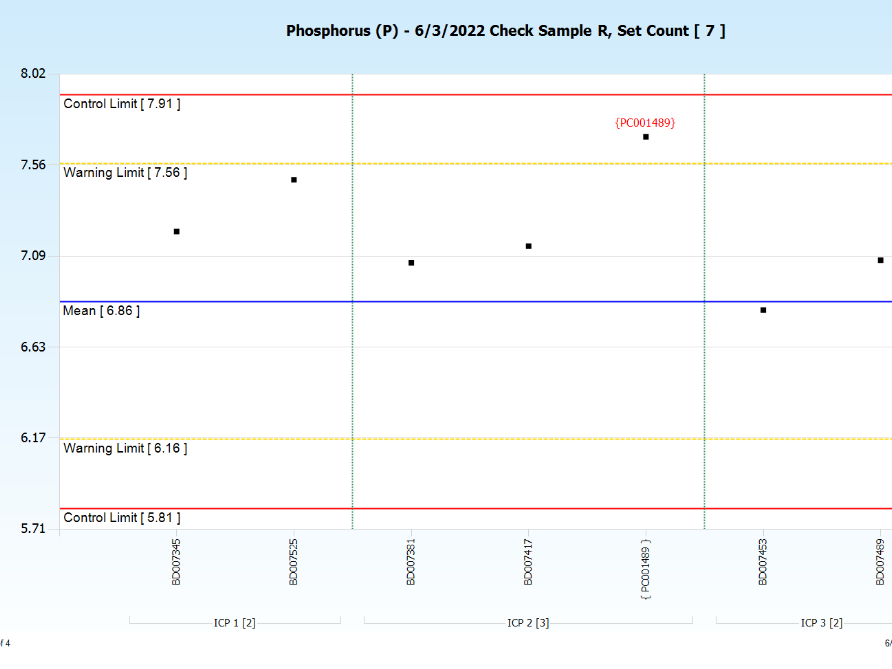 Phosphorus (P) - 6/3/2022 Check Sample R, Set Count [ 7 ]
8.02
Control Limit [ 7.91 ]
{PC001489}
7.56
Warning Limit [ 7.56 ]
7.09
Mean [ 6.86 ]
6.63
6.17
Warning Limit [ 6.16 ]
Control Limit [ 5.81 ]
5.71
BD007345
BD007525
BD007381
BD007417
{ PC001489 }
BD007453
BD007489
ICP 1 [2]
ICP 2 [3]
ICP 3 [2]
f 4
6/